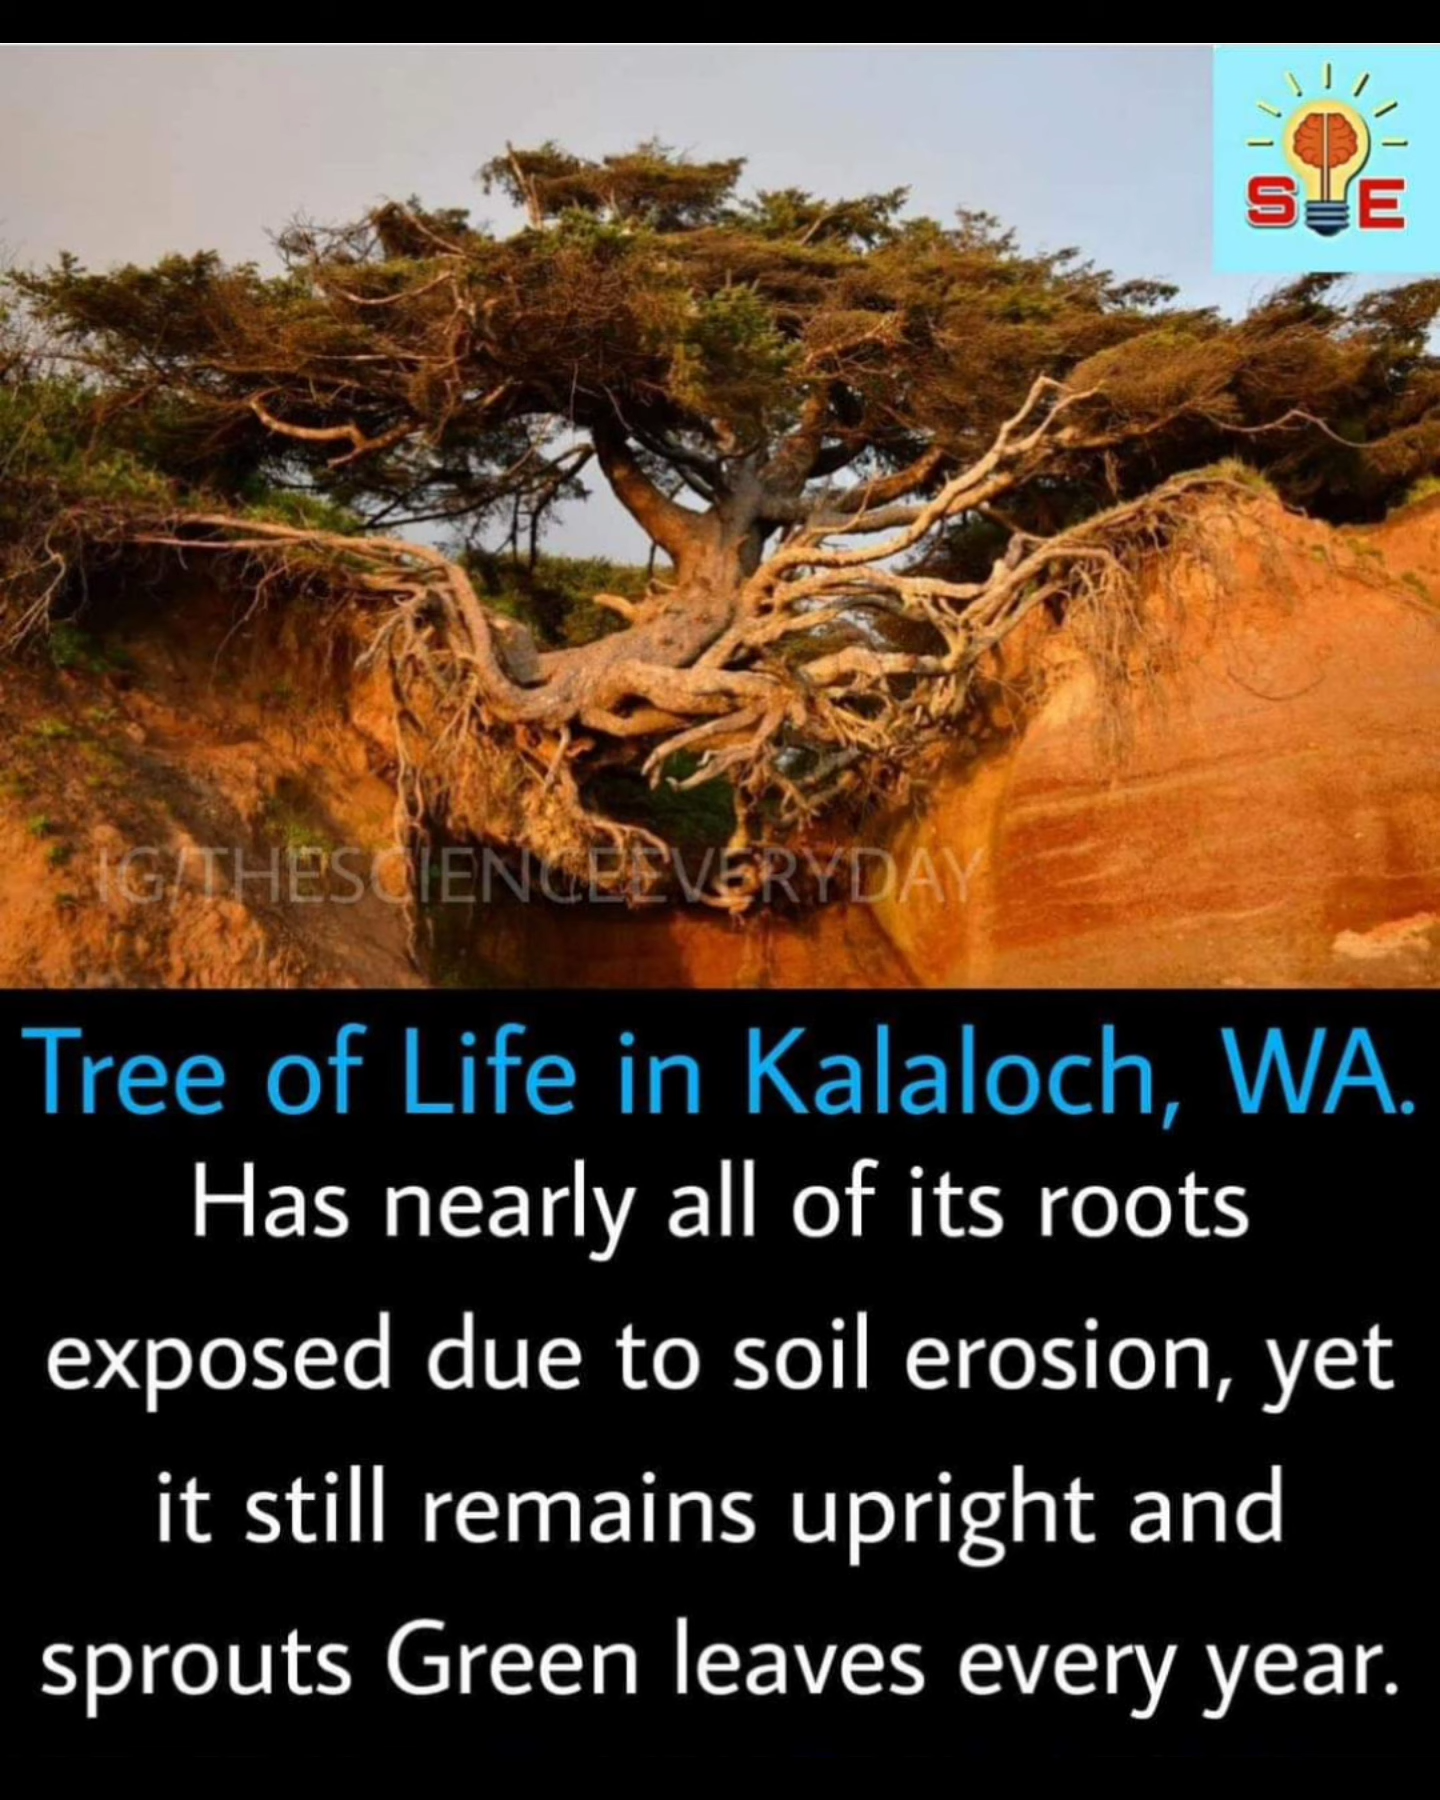 S E
IG/THESCIENCEEVERYDAY
Tree of Life in Kalaloch, WA.
Has nearly all of its roots
exposed due to soil erosion, yet
it still remains upright and
sprouts Green leaves every year.